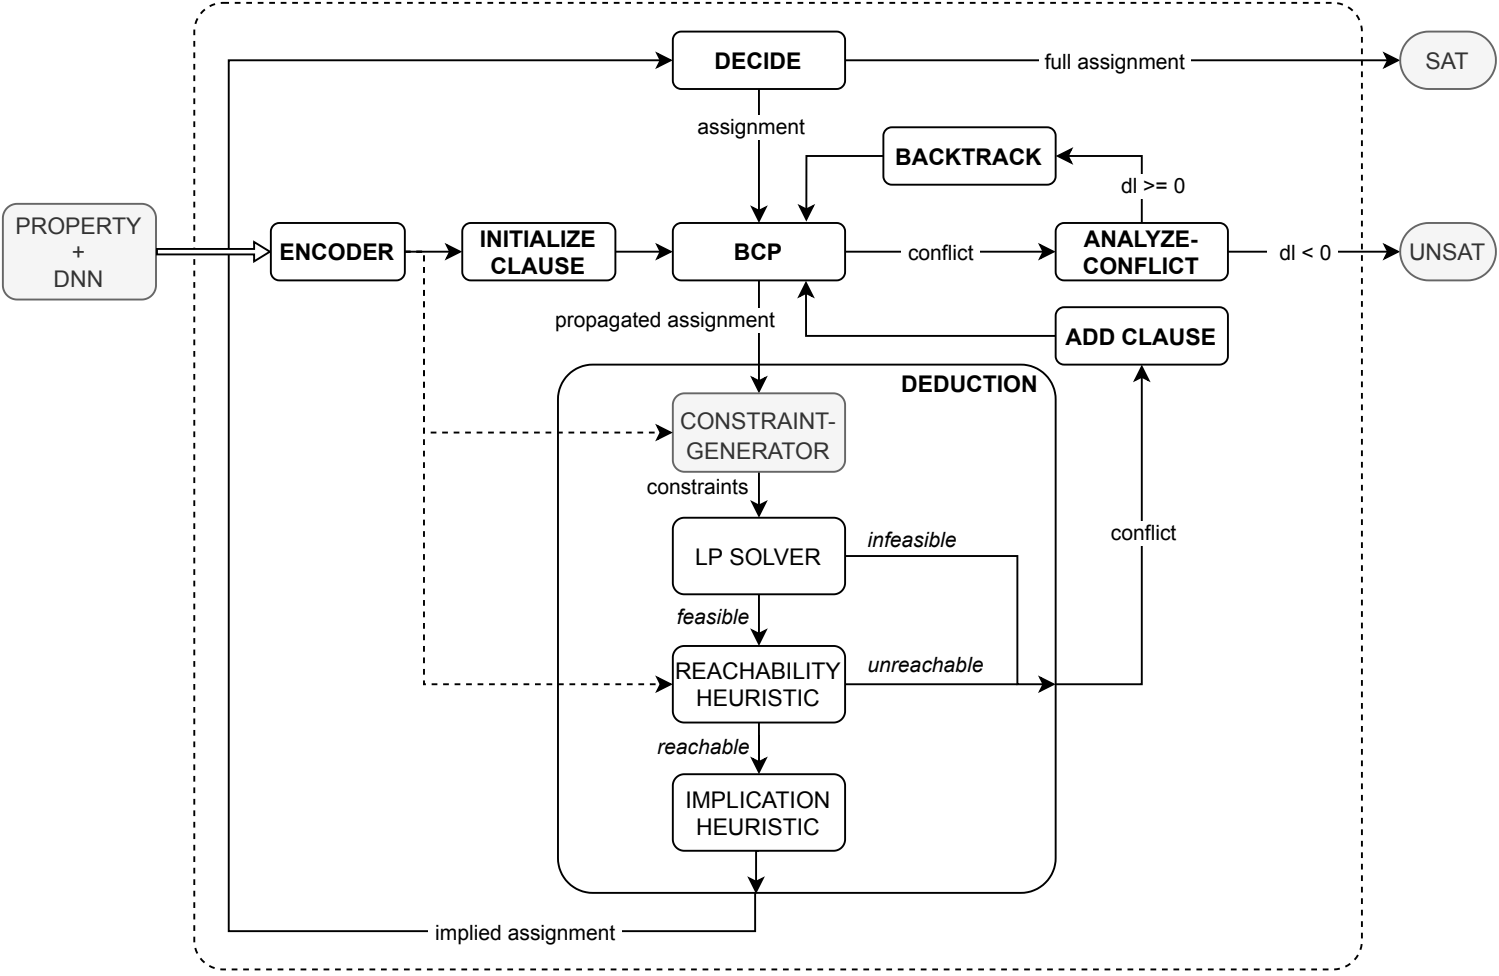 DECIDE
full assignment
SAT
assignment
BACKTRACK
dl >= 0
PROPERTY
+
DNN
ENCODER
INITIALIZE
CLAUSE
BCP
conflict
ANALYZE-
CONFLICT
dl < 0
UNSAT
propagated assignment
ADD CLAUSE
DEDUCTION
CONSTRAINT-
GENERATOR
constraints
LP SOLVER
infeasible
conflict
feasible
REACHABILITY
HEURISTIC
unreachable
reachable
IMPLICATION
HEURISTIC
implied assignment